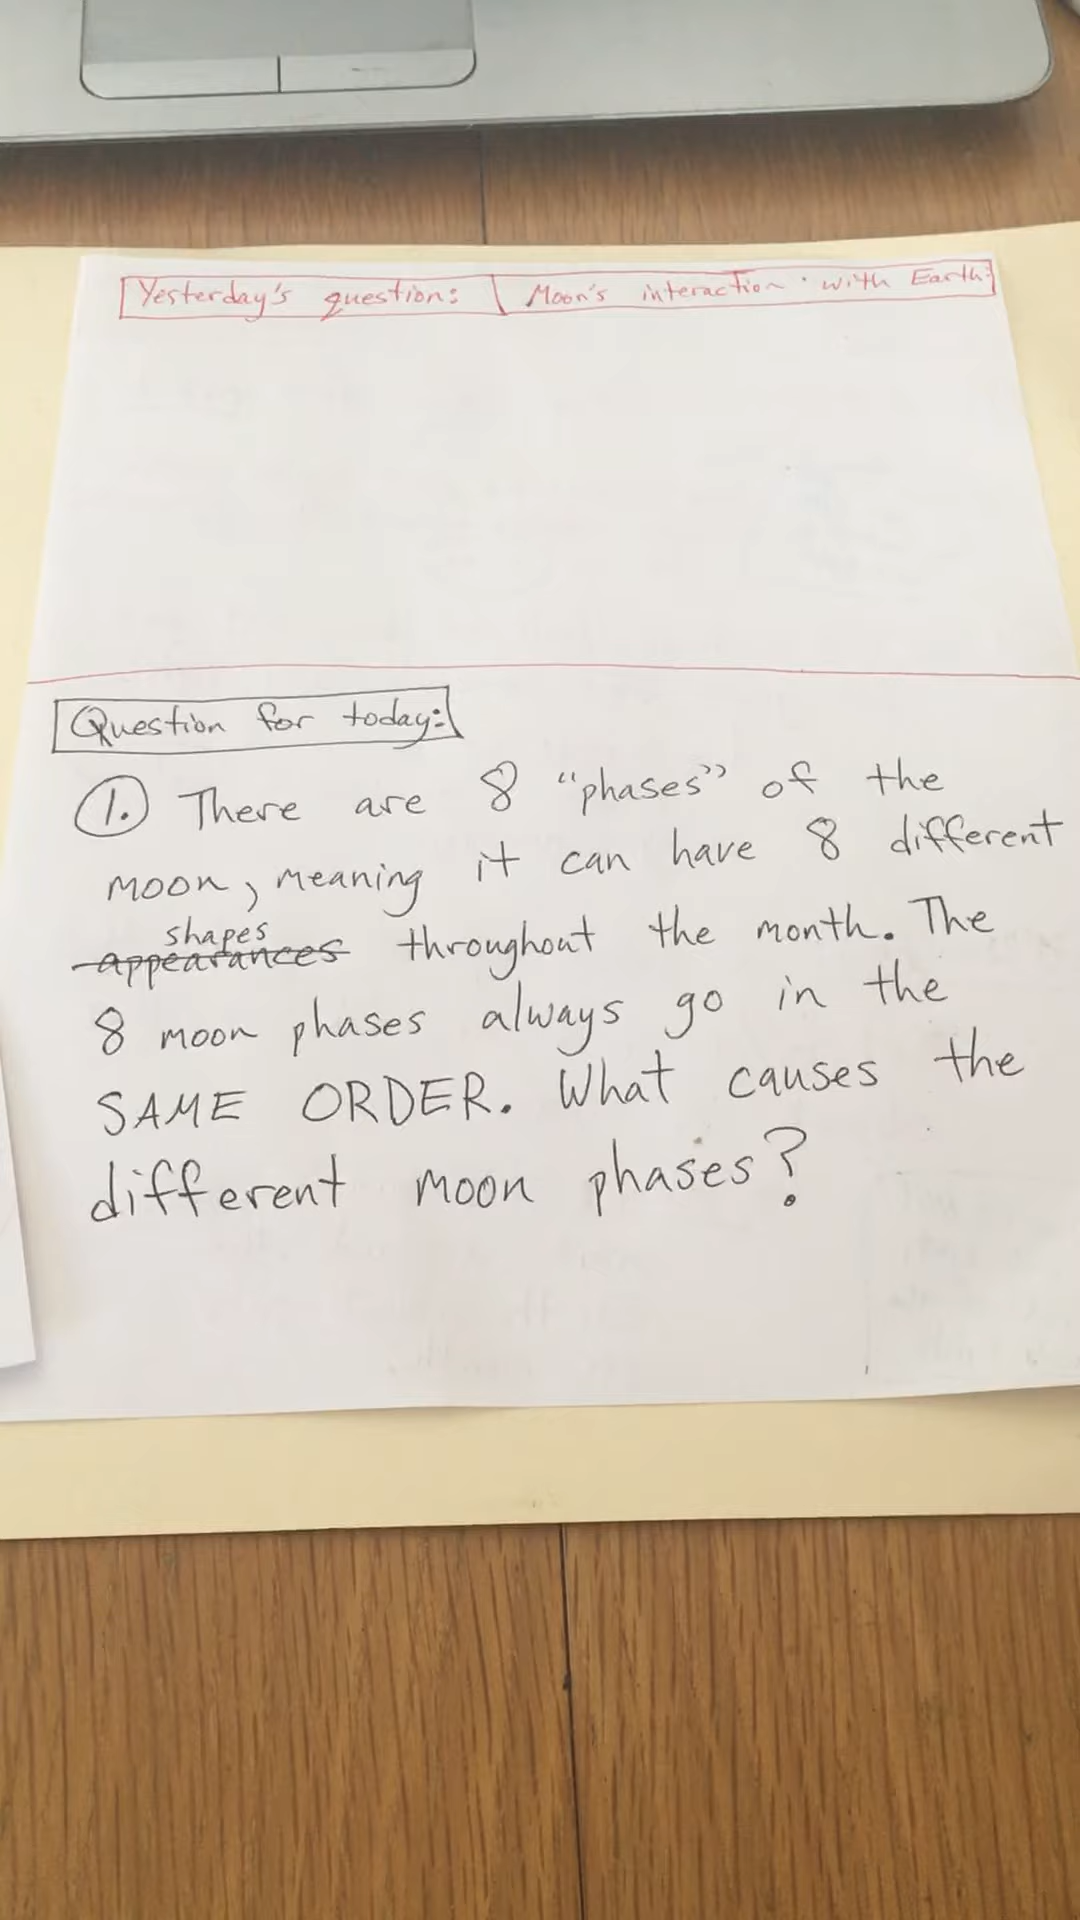 Yesterday's question: Moon's interaction with Earth:
Question for today:
1. There are 8 "phases" of the
moon, meaning it can have 8 different
shapes
appearances throughout the month. The
8 moon phases always go in the
SAME ORDER. What causes the
different moon phases?